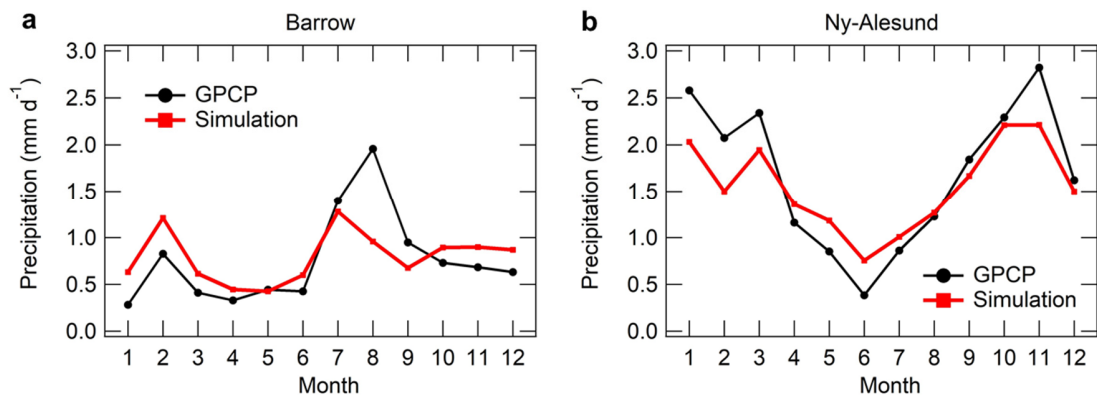 a Barrow
3.0
2.5
2.0
1.5
1.0
0.5
0.0
Precipitation (mm d-1)
GPCP
Simulation
1 2 3 4 5 6 7 8 9 10 11 12
Month
b Ny-Alesund
3.0
2.5
2.0
1.5
1.0
0.5
0.0
Precipitation (mm d-1)
GPCP
Simulation
1 2 3 4 5 6 7 8 9 10 11 12
Month